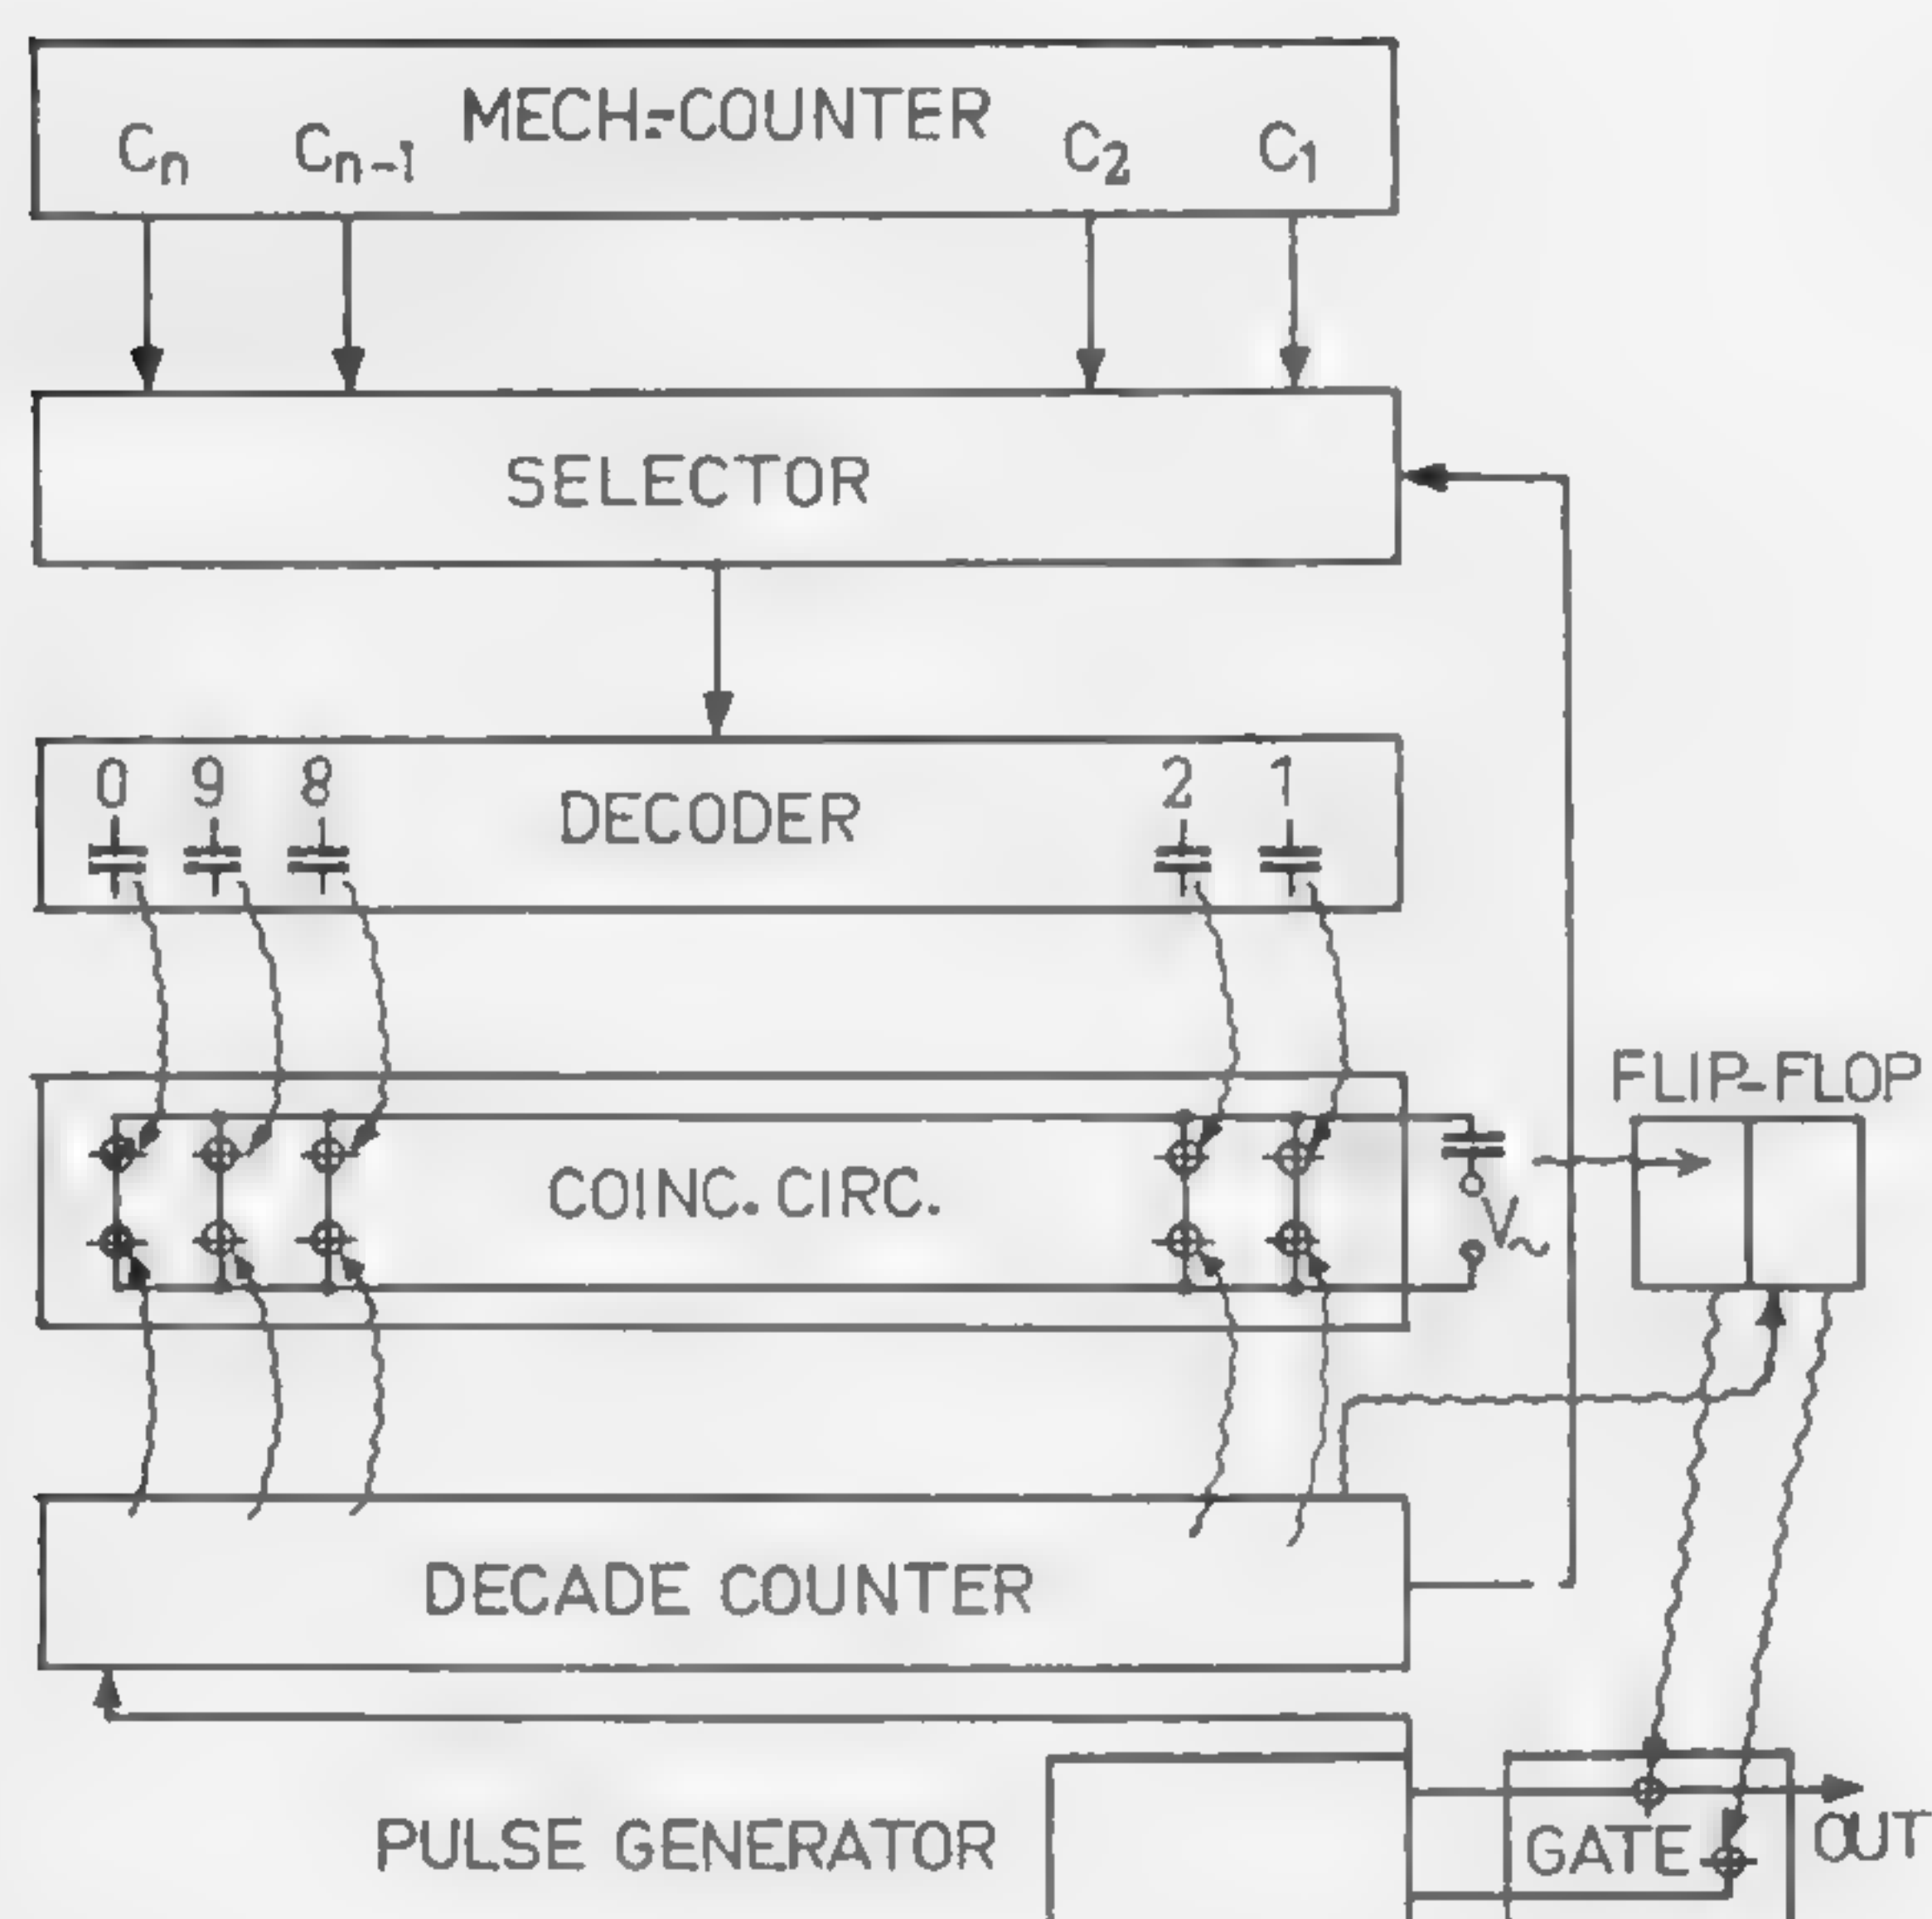 MECH.-COUNTER
Cn Cn-1 C2 C1
SELECTOR
0 9 8 2 1
DECODER
FLIP-FLOP
COINC. CIRC.
V~
DECADE COUNTER
PULSE GENERATOR
GATE
OUT